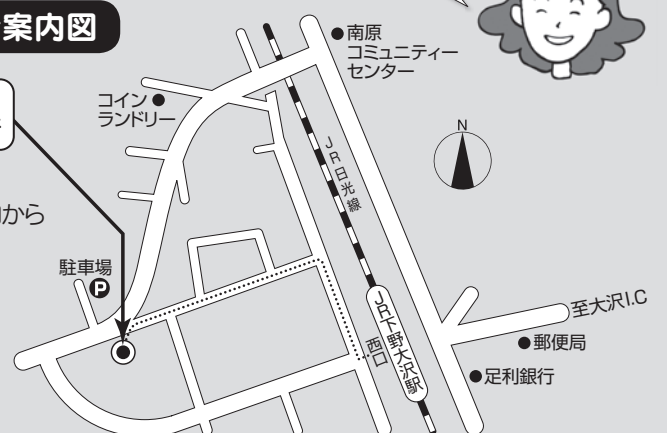 案内図
南原
コミュニティー
センター
コイン
ランドリー
N
JR日光線
から
駐車場
P
至大沢I.C
JR下野大沢駅
西口
郵便局
足利銀行